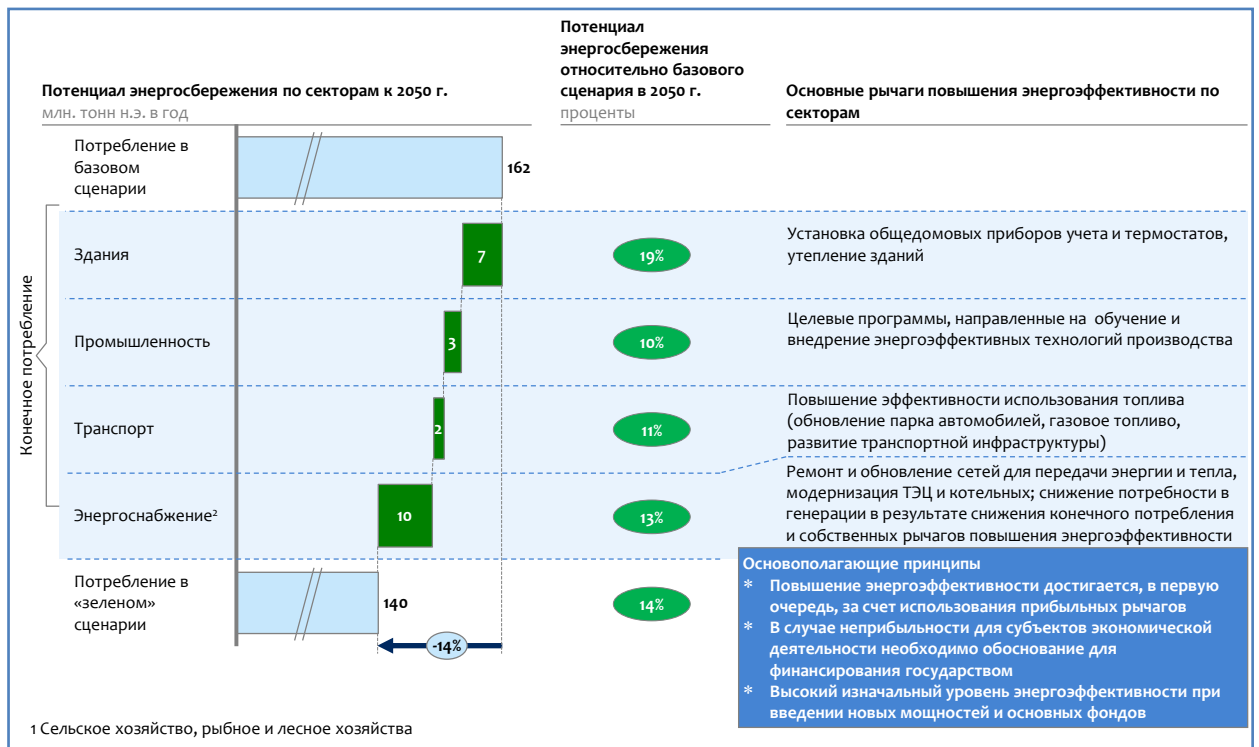 Потенциал
энергосбережения
относительно базового
сценария в 2050 г.
проценты
Потенциал энергосбережения по секторам к 2050 г.
млн. тонн н.э. в год
Основные рычаги повышения энергоэффективности по
секторам
Потребление в
базовом
сценарии
162
Конечное потребление
Здания
7
19%
Установка общедомовых приборов учета и термостатов,
утепление зданий
Промышленность
3
10%
Целевые программы, направленные на обучение и
внедрение энергоэффективных технологий производства
Транспорт
2
11%
Повышение эффективности использования топлива
(обновление парка автомобилей, газовое топливо,
развитие транспортной инфраструктуры)
Энергоснабжение²
10
13%
Ремонт и обновление сетей для передачи энергии и тепла,
модернизация ТЭЦ и котельных; снижение потребности в
генерации в результате снижения конечного потребления
и собственных рычагов повышения энергоэффективности
Потребление в
«зеленом»
сценарии
140
14%
-14%
Основополагающие принципы
* Повышение энергоэффективности достигается, в первую
очередь, за счет использования прибыльных рычагов
* В случае неприбыльности для субъектов экономической
деятельности необходимо обоснование для
финансирования государством
* Высокий изначальный уровень энергоэффективности при
введении новых мощностей и основных фондов
1 Сельское хозяйство, рыбное и лесное хозяйства